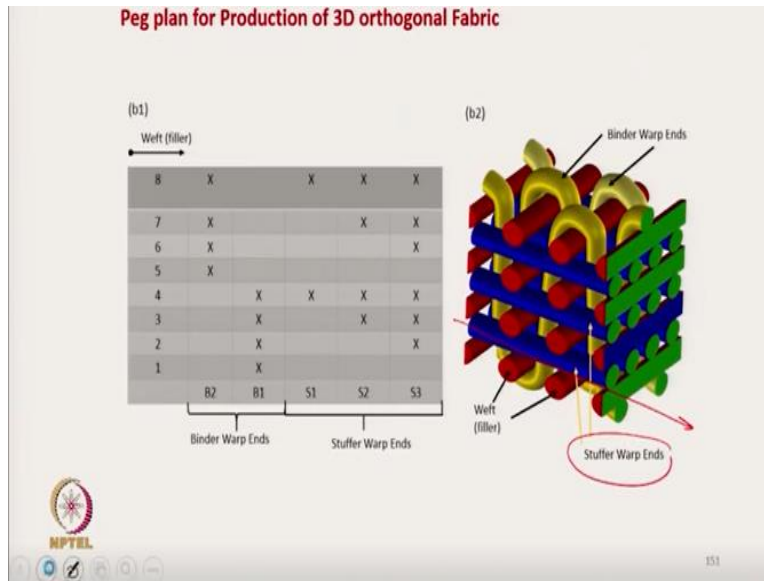 Peg plan for Production of 3D orthogonal Fabric
(b1)
Weft (filler)
8 X X X X
7 X X X
6 X X
5 X
4 X X X X
3 X X X
2 X X
1 X
B2 B1 S1 S2 S3
Binder Warp Ends
Stuffer Warp Ends
(b2)
Binder Warp Ends
Weft
(filler)
Stuffer Warp Ends
NPTEL
151